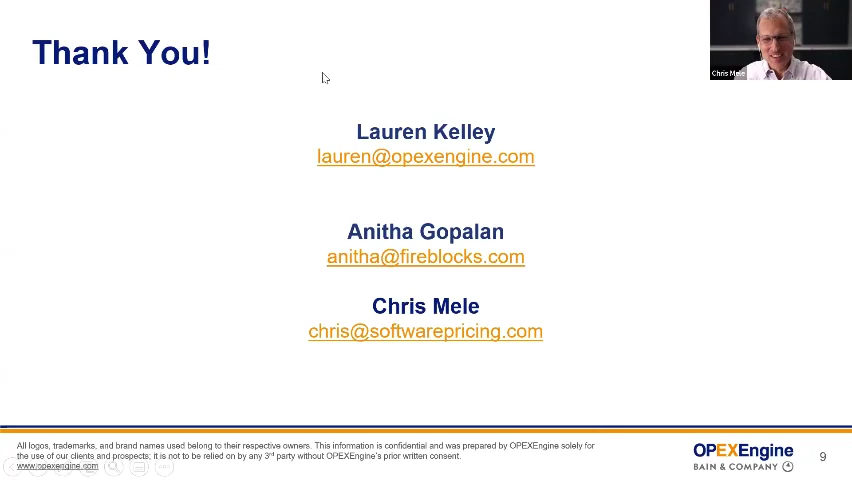 Thank You!
Chris Mele
Lauren Kelley
lauren@opexengine.com
Anitha Gopalan
anitha@fireblocks.com
Chris Mele
chris@softwarepricing.com
All logos, trademarks, and brand names used belong to their respective owners. This information is confidential and was prepared by OPEXEngine solely for
the use of our clients and prospects; it is not to be relied on by any 3rd party without OPEXEngine's prior written consent.
www.opexengine.com
OPEXEngine
BAIN & COMPANY
9